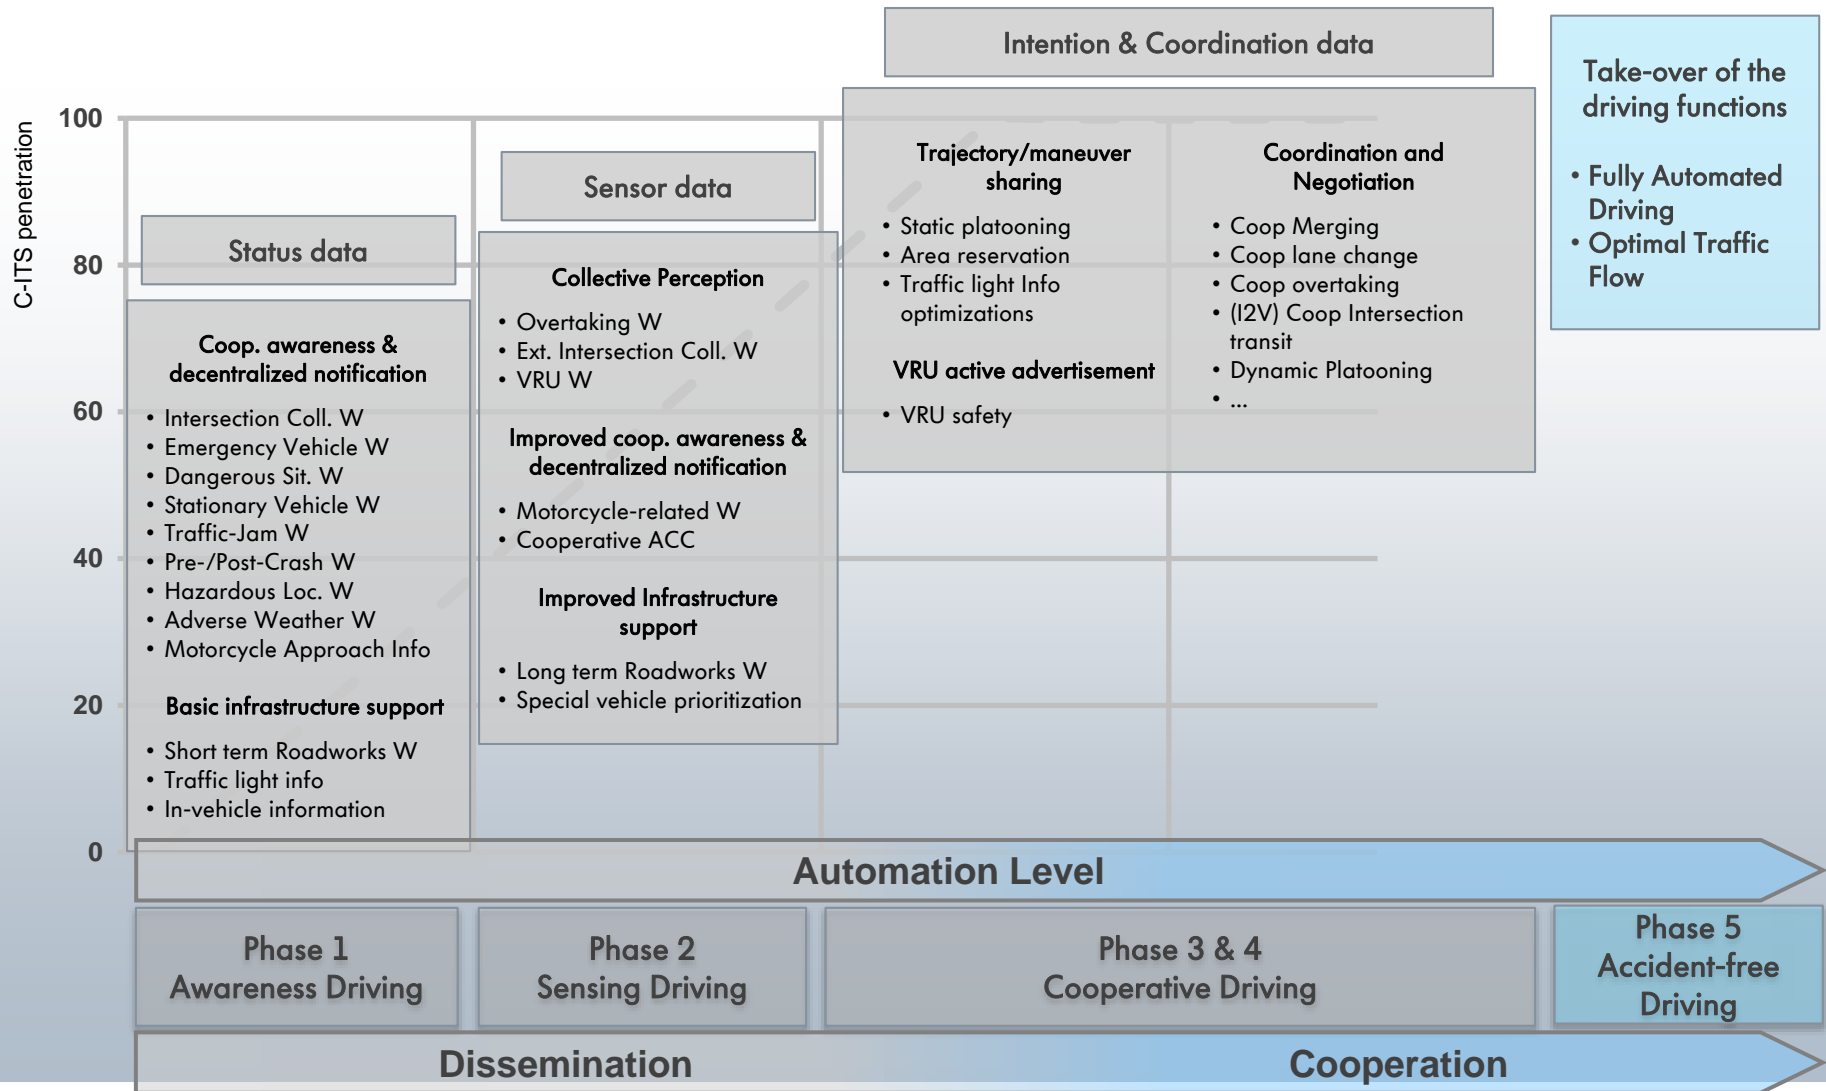 Intention & Coordination data
Take-over of the
driving functions
• Fully Automated
Driving
• Optimal Traffic
Flow
C-ITS penetration
100
80
60
40
20
0
Status data
Coop. awareness &
decentralized notification
• Intersection Coll. W
• Emergency Vehicle W
• Dangerous Sit. W
• Stationary Vehicle W
• Traffic-Jam W
• Pre-/Post-Crash W
• Hazardous Loc. W
• Adverse Weather W
• Motorcycle Approach Info
Basic infrastructure support
• Short term Roadworks W
• Traffic light info
• In-vehicle information
Sensor data
Collective Perception
• Overtaking W
• Ext. Intersection Coll. W
• VRU W
Improved coop. awareness &
decentralized notification
• Motorcycle-related W
• Cooperative ACC
Improved Infrastructure
support
• Long term Roadworks W
• Special vehicle prioritization
Trajectory/maneuver
sharing
• Static platooning
• Area reservation
• Traffic light Info
optimizations
VRU active advertisement
• VRU safety
Coordination and
Negotiation
• Coop Merging
• Coop lane change
• Coop overtaking
• (I2V) Coop Intersection
transit
• Dynamic Platooning
• ...
Automation Level
Phase 1
Awareness Driving
Phase 2
Sensing Driving
Phase 3 & 4
Cooperative Driving
Phase 5
Accident-free
Driving
Dissemination
Cooperation